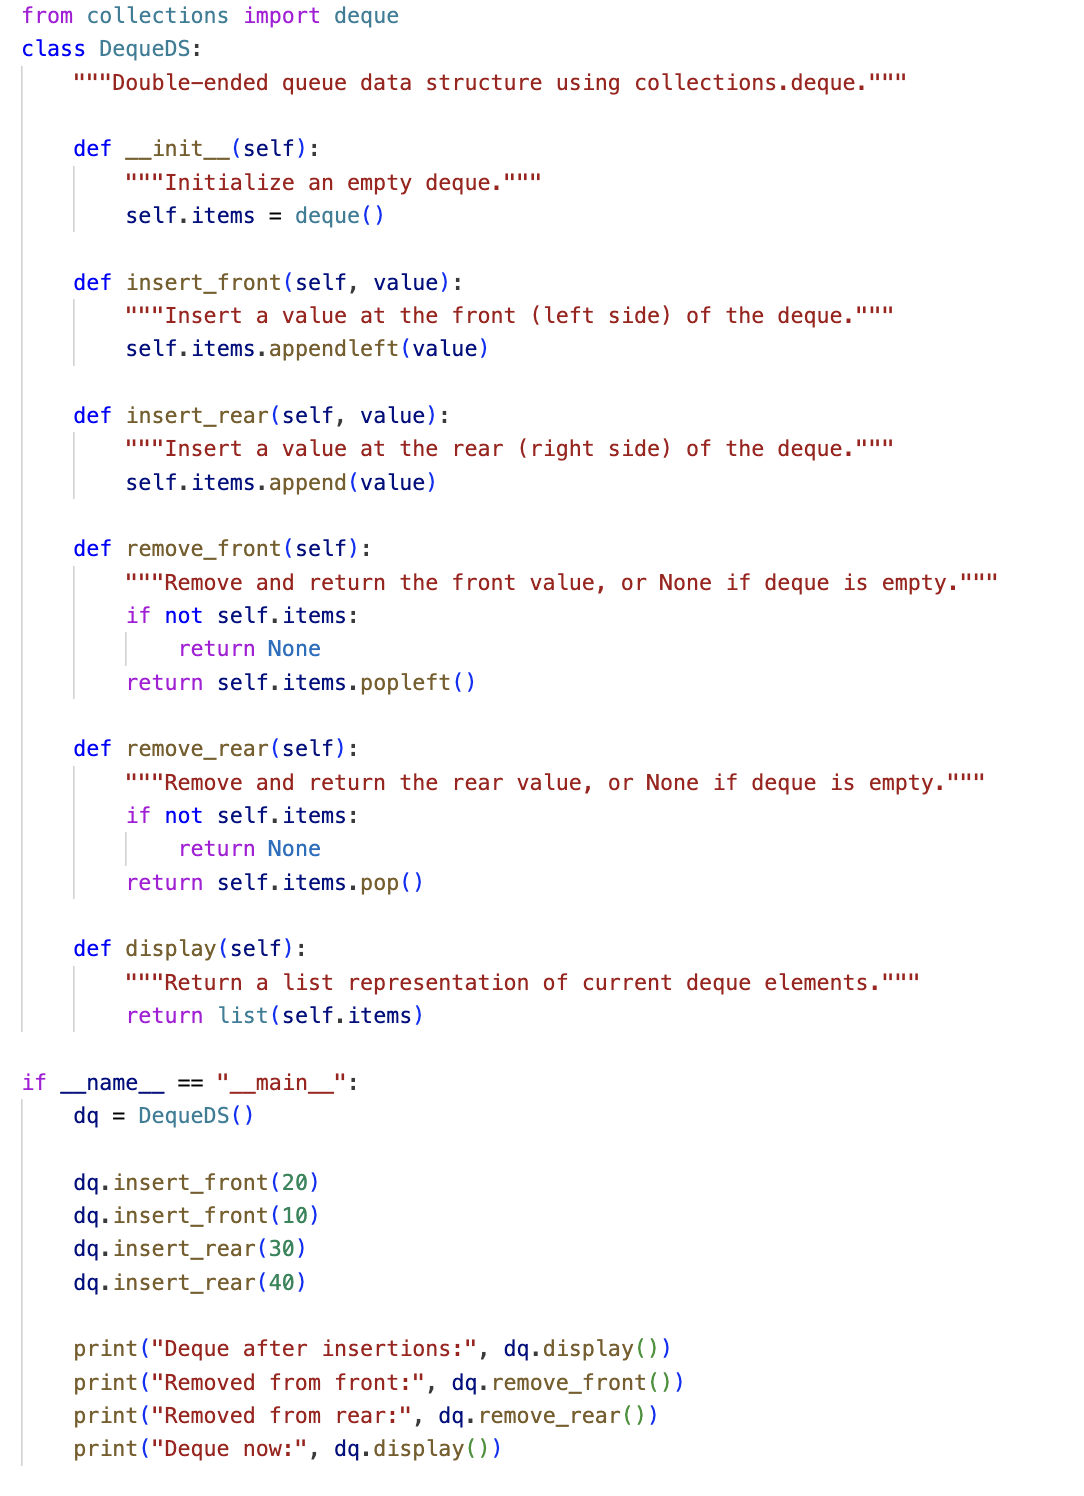 from collections import deque
class DequeDS:
    """Double-ended queue data structure using collections.deque."""

    def __init__(self):
        """Initialize an empty deque."""
        self.items = deque()

    def insert_front(self, value):
        """Insert a value at the front (left side) of the deque."""
        self.items.appendleft(value)

    def insert_rear(self, value):
        """Insert a value at the rear (right side) of the deque."""
        self.items.append(value)

    def remove_front(self):
        """Remove and return the front value, or None if deque is empty."""
        if not self.items:
            return None
        return self.items.popleft()

    def remove_rear(self):
        """Remove and return the rear value, or None if deque is empty."""
        if not self.items:
            return None
        return self.items.pop()

    def display(self):
        """Return a list representation of current deque elements."""
        return list(self.items)

if __name__ == "__main__":
    dq = DequeDS()

    dq.insert_front(20)
    dq.insert_front(10)
    dq.insert_rear(30)
    dq.insert_rear(40)

    print("Deque after insertions:", dq.display())
    print("Removed from front:", dq.remove_front())
    print("Removed from rear:", dq.remove_rear())
    print("Deque now:", dq.display())